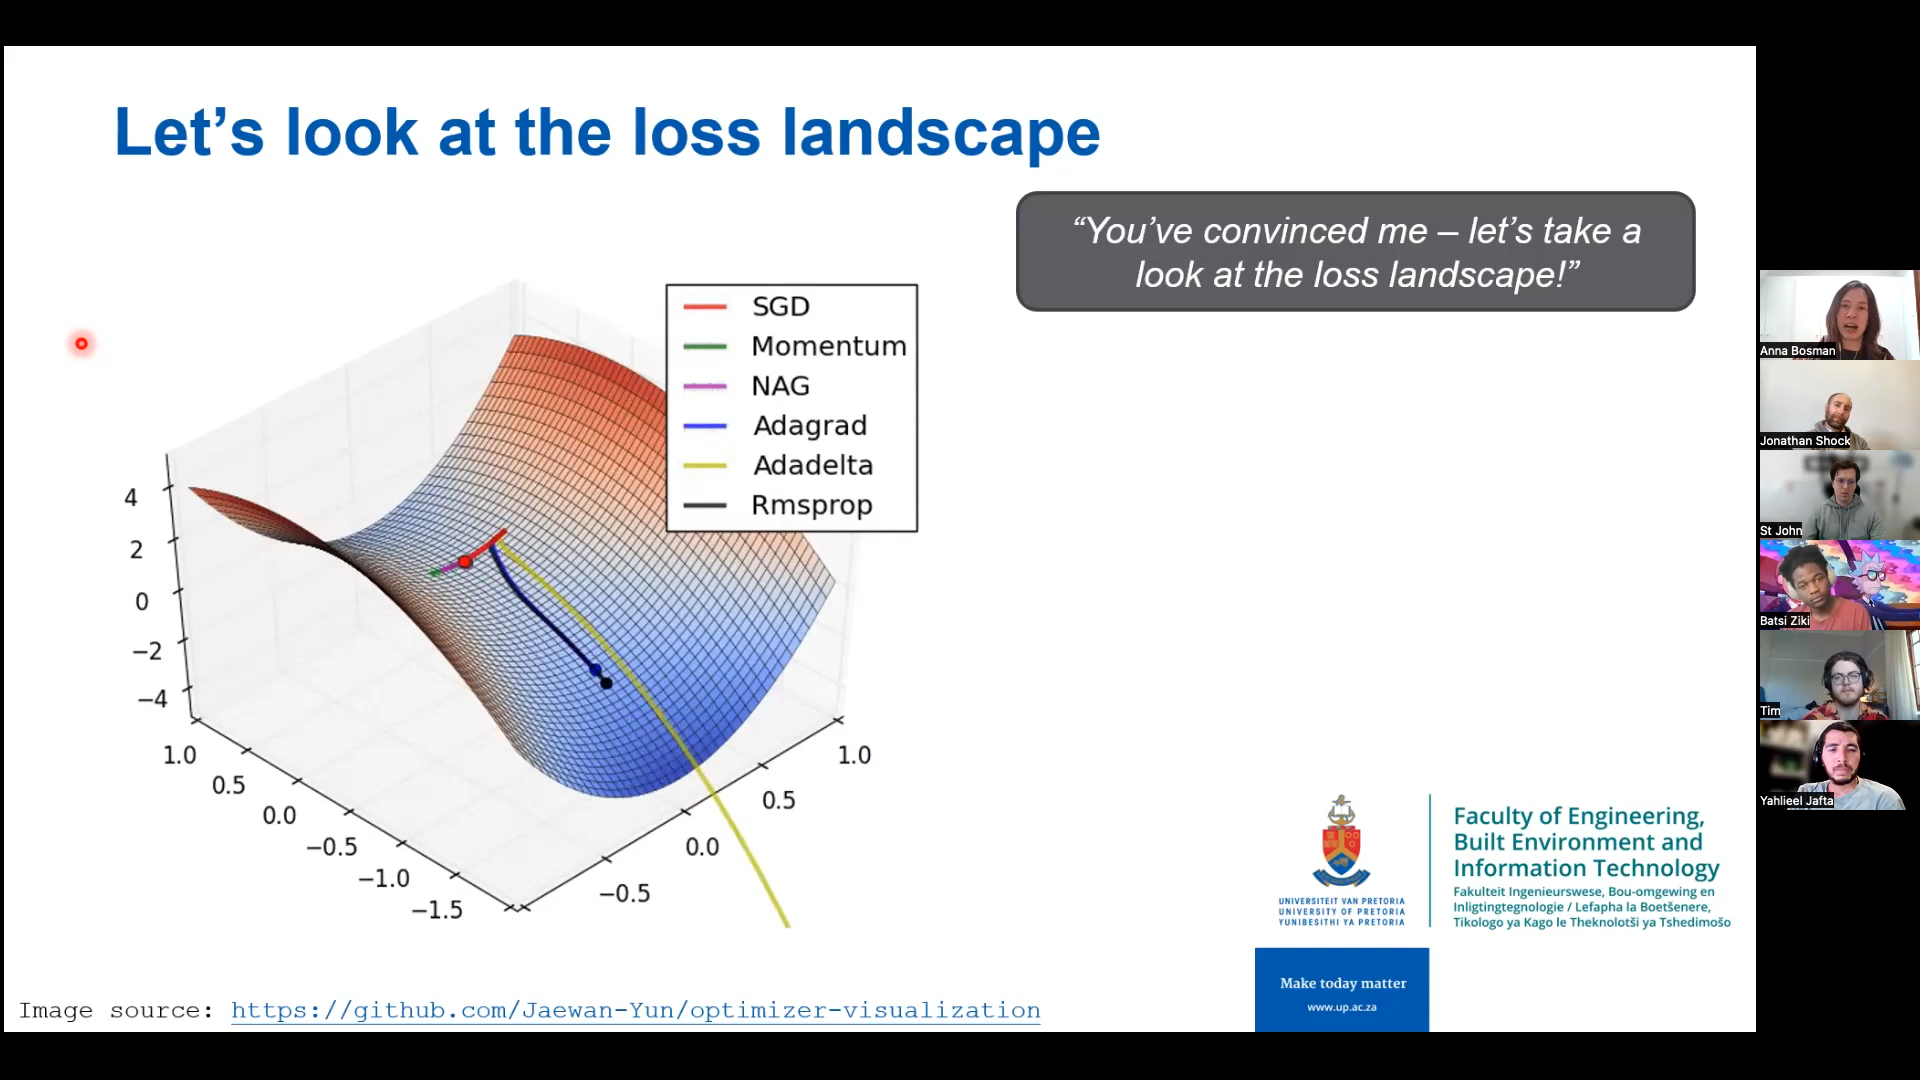 Let’s look at the loss landscape
“You’ve convinced me – let’s take a
look at the loss landscape!”
SGD
Momentum
NAG
Adagrad
Adadelta
Rmsprop
4
2
0
−2
−4
1.0
0.5
0.0
−0.5
−1.0
−1.5
−0.5
0.0
0.5
1.0
Anna Bosman
Jonathan Shock
St John
Batsi Ziki
Tim
Yahlieel Jafta
UNIVERSITEIT VAN PRETORIA
UNIVERSITY OF PRETORIA
YUNIBESITHI YA PRETORIA
Faculty of Engineering,
Built Environment and
Information Technology
Fakulteit Ingenieurswese, Bou-omgewing en
Inligtingtegnologie / Lefapha la Boetšenere,
Tikologo ya Kago le Theknolotši ya Tshedimošo
Make today matter
www.up.ac.za
Image source: https://github.com/Jaewan-Yun/optimizer-visualization